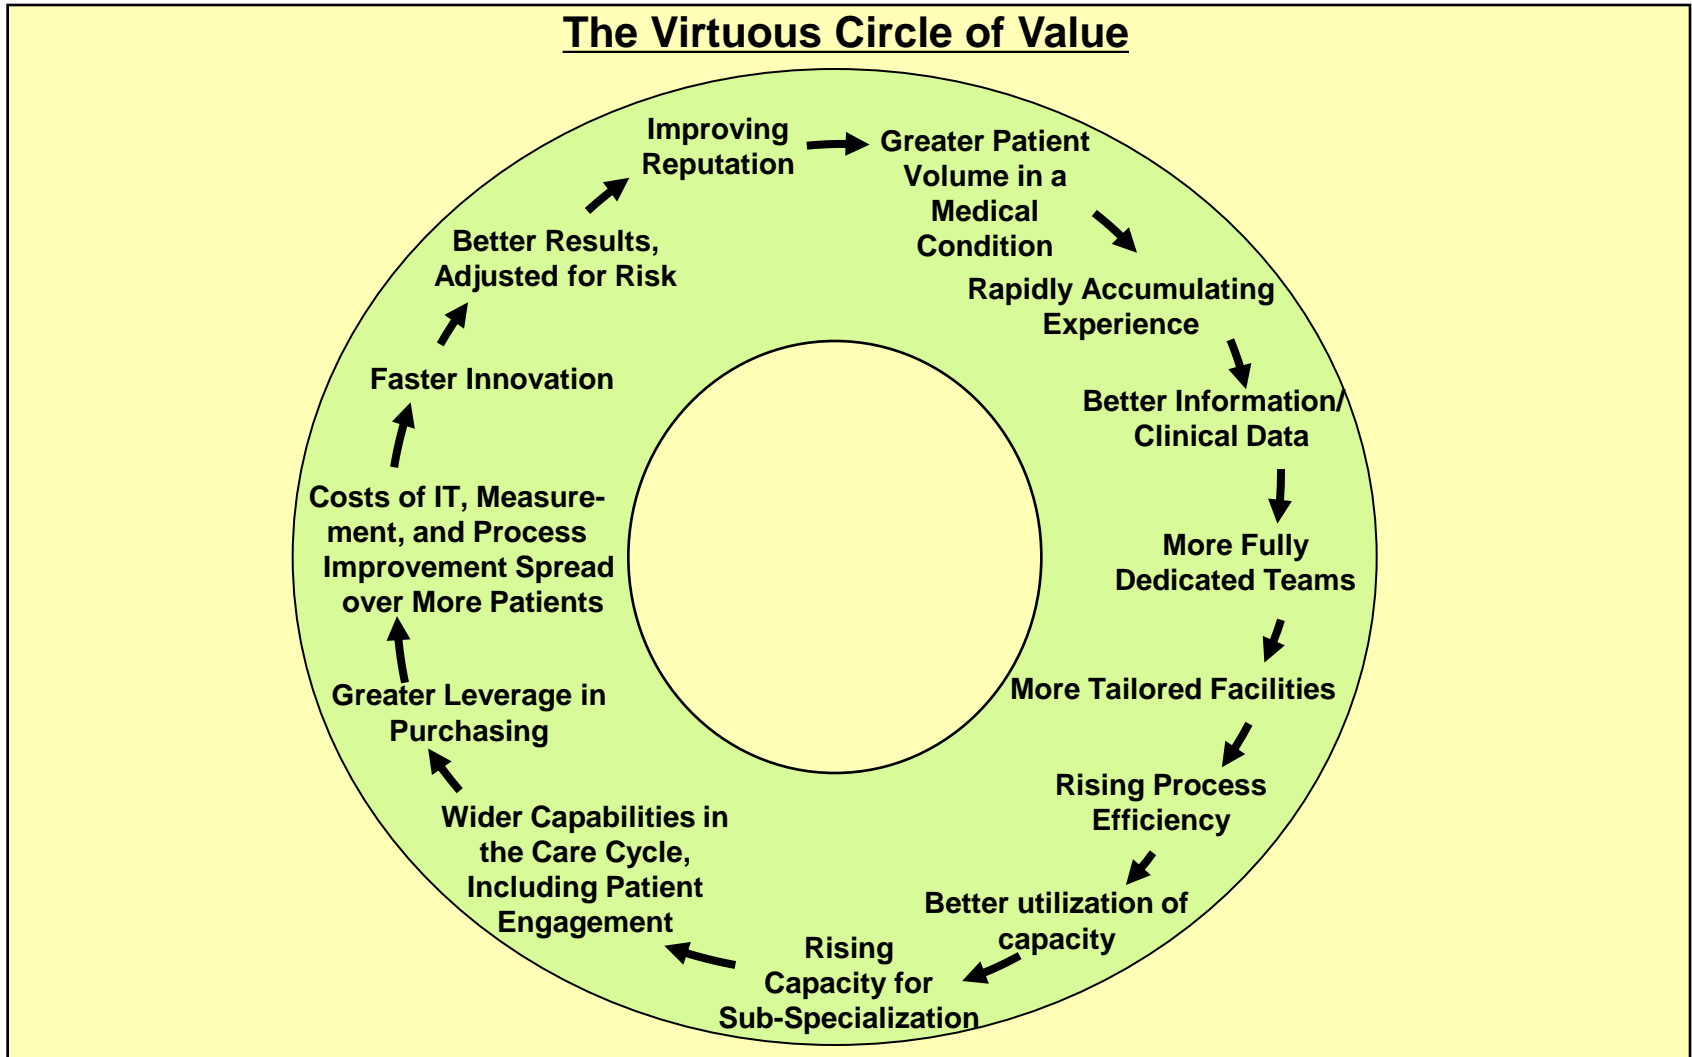 The Virtuous Circle of Value
Improving
Reputation
Greater Patient
Volume in a
Medical
Condition
Rapidly Accumulating
Experience
Better Information/
Clinical Data
More Fully
Dedicated Teams
More Tailored Facilities
Rising Process
Efficiency
Better utilization of
capacity
Rising
Capacity for
Sub-Specialization
Wider Capabilities in
the Care Cycle,
Including Patient
Engagement
Greater Leverage in
Purchasing
Costs of IT, Measure-
ment, and Process
Improvement Spread
over More Patients
Faster Innovation
Better Results,
Adjusted for Risk